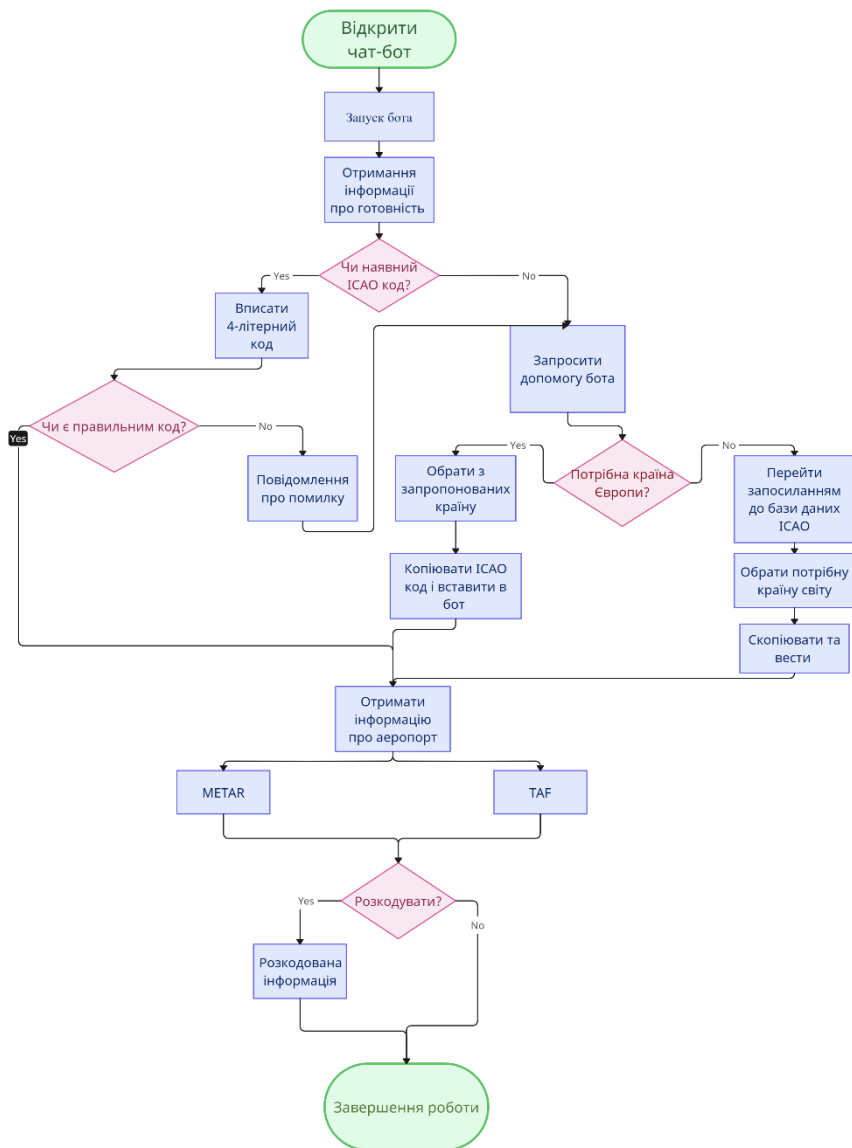 Відкрити
чат-бот
Запуск бота
Отримання
інформації
про готовність
Чи наявний
ICAO код?
Yes
No
Вписати
4-літерний
код
Запросити
допомогу бота
Чи є правильним код?
Yes
No
Повідомлення
про помилку
Потрібна країна
Європи?
Yes
No
Обрати з
запропонованих
країну
Перейти
запосиланням
до бази даних
ICAO
Копіювати ICAO
код і вставити в
бот
Обрати потрібну
країну світу
Скопіювати та
вести
Отримати
інформацію
про аеропорт
METAR
TAF
Розкодувати?
Yes
No
Розкодована
інформація
Завершення роботи